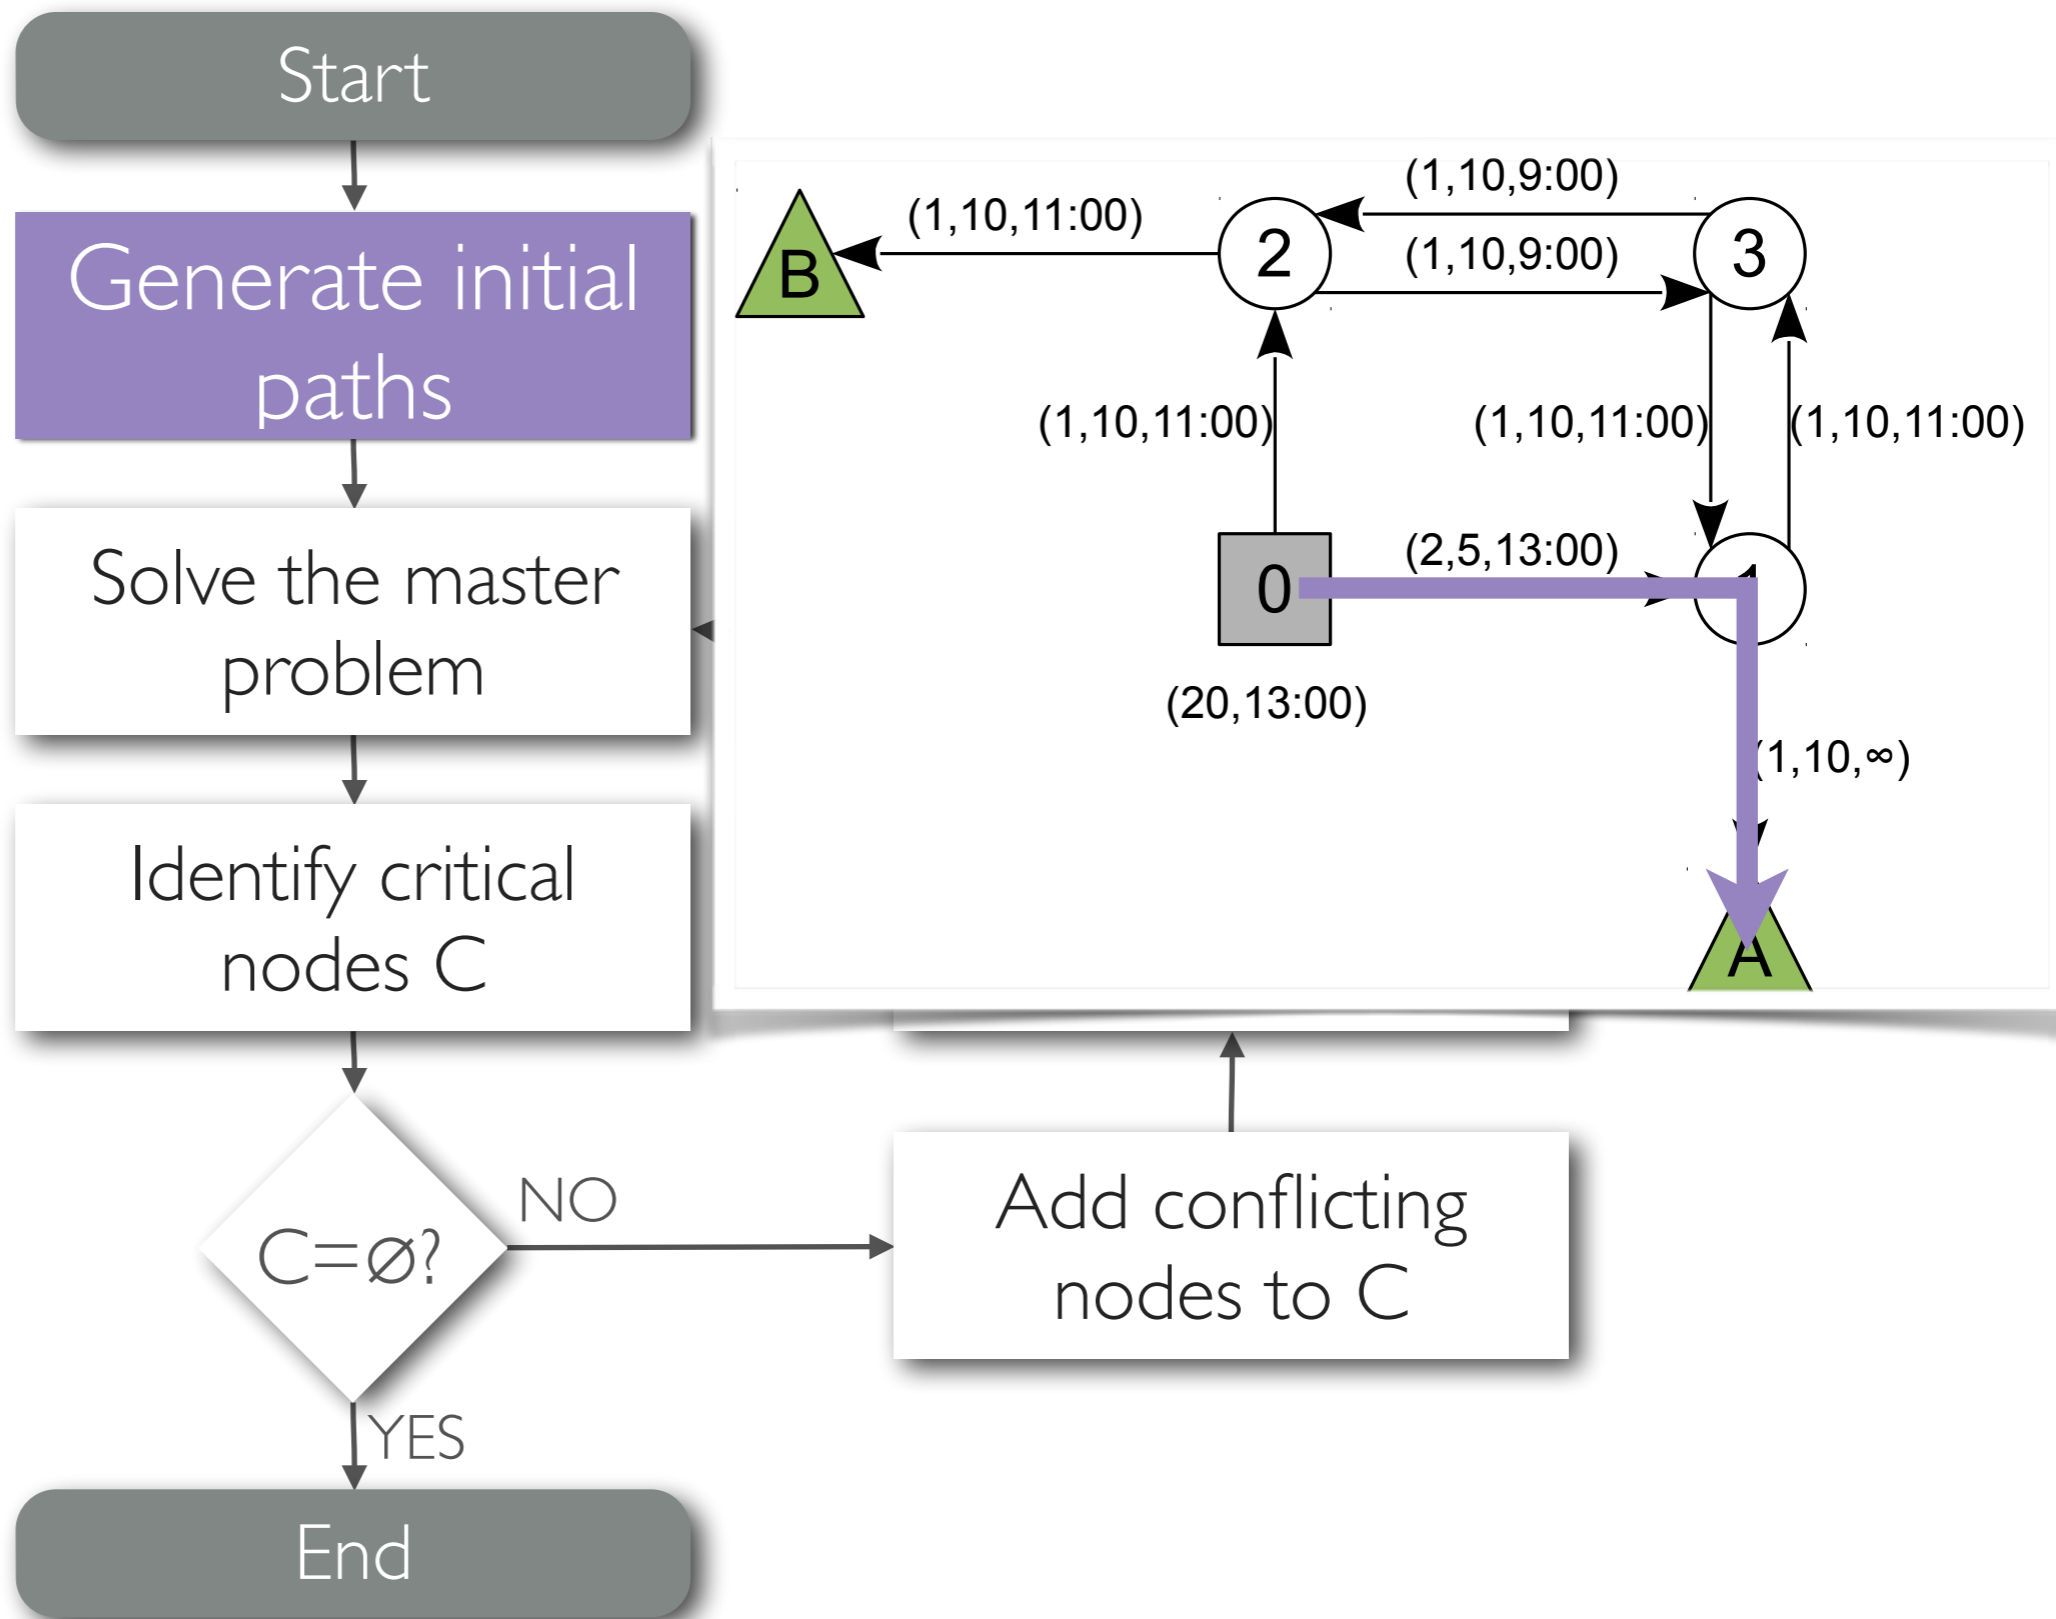 Start
Generate initial
paths
Solve the master
problem
Identify critical
nodes C
C=∅?
NO
YES
End
Add conflicting
nodes to C
(1,10,9:00)
(1,10,11:00)
B
2
(1,10,9:00)
3
(1,10,11:00)
(1,10,11:00)
(1,10,11:00)
(2,5,13:00)
0
1
(20,13:00)
(1,10,∞)
A